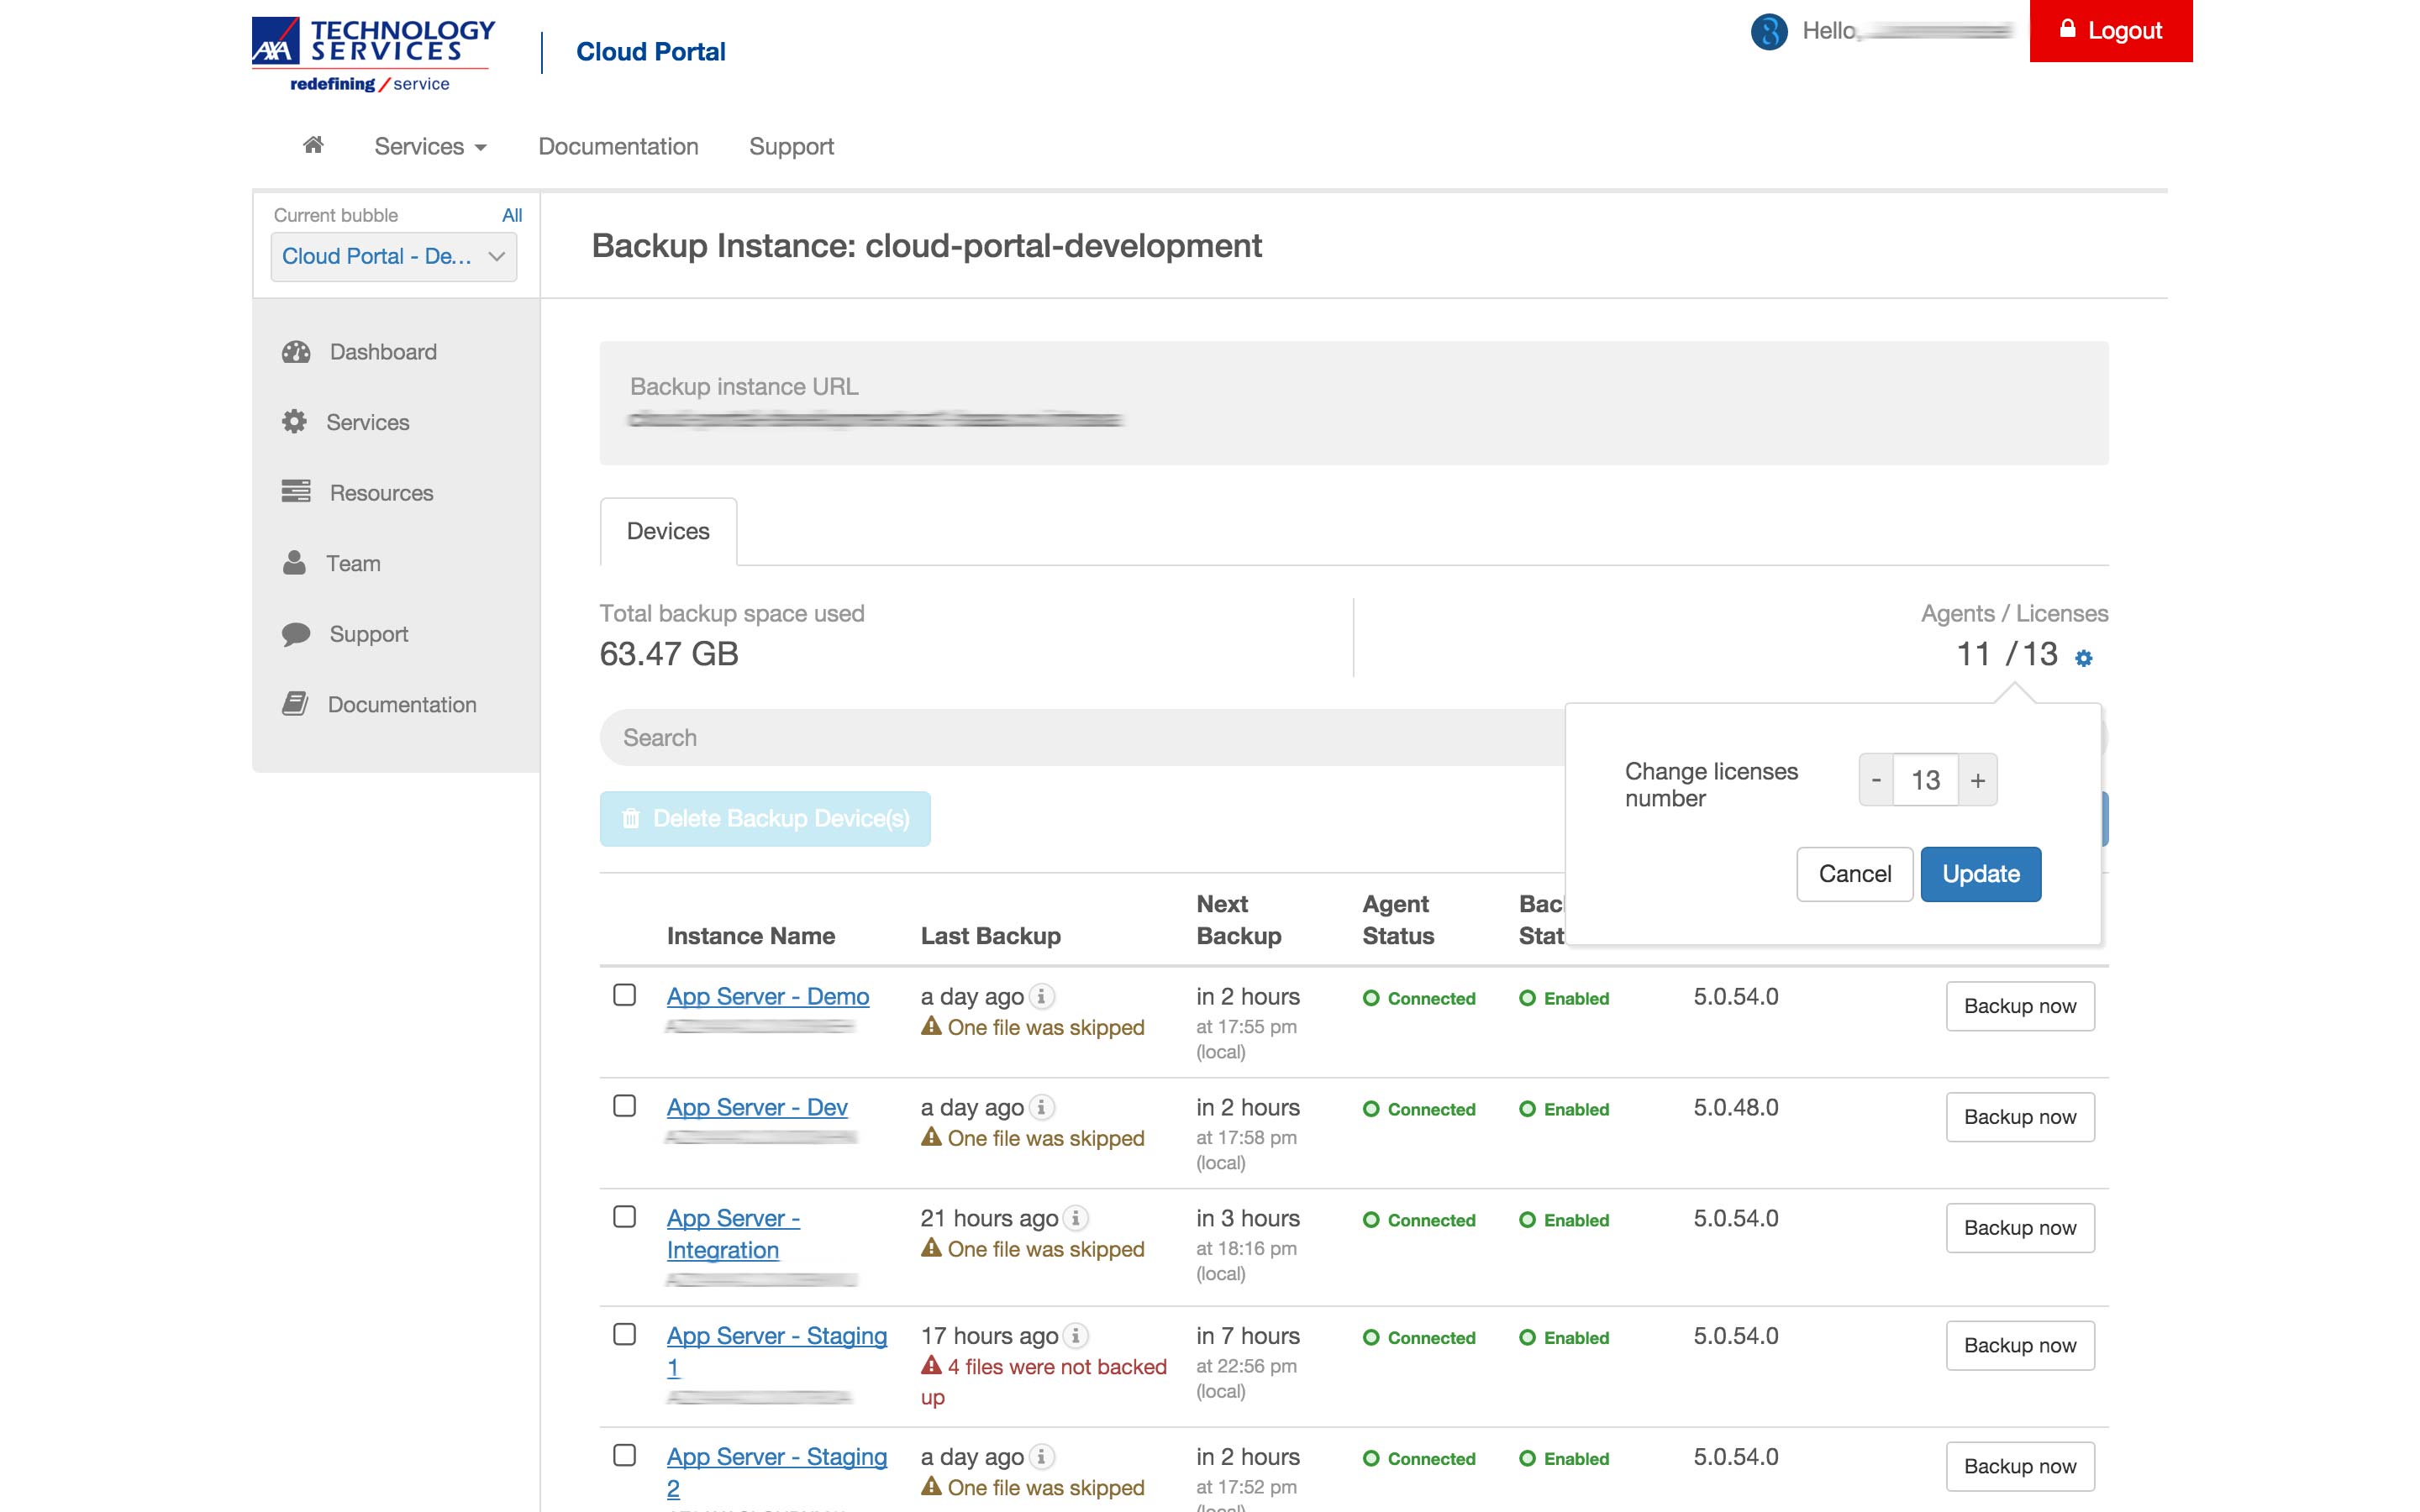 AXA TECHNOLOGY SERVICES
redefining / service
Cloud Portal
Hello,
Logout
Services
Documentation
Support
Current bubble
All
Cloud Portal - De...
Backup Instance: cloud-portal-development
Dashboard
Services
Resources
Team
Support
Documentation
Backup instance URL
Devices
Total backup space used
63.47 GB
Agents / Licenses
11 /13
Search
Change licenses
number
- 13 +
Cancel
Update
Delete Backup Device(s)
Instance Name
Last Backup
Next
Backup
Agent
Status
App Server - Demo
a day ago
One file was skipped
in 2 hours
at 17:55 pm
(local)
Connected
Enabled
5.0.54.0
Backup now
App Server - Dev
a day ago
One file was skipped
in 2 hours
at 17:58 pm
(local)
Connected
Enabled
5.0.48.0
Backup now
App Server -
Integration
21 hours ago
One file was skipped
in 3 hours
at 18:16 pm
(local)
Connected
Enabled
5.0.54.0
Backup now
App Server - Staging
1
17 hours ago
4 files were not backed
up
in 7 hours
at 22:56 pm
(local)
Connected
Enabled
5.0.54.0
Backup now
App Server - Staging
2
a day ago
One file was skipped
in 2 hours
at 17:52 pm
Connected
Enabled
5.0.54.0
Backup now